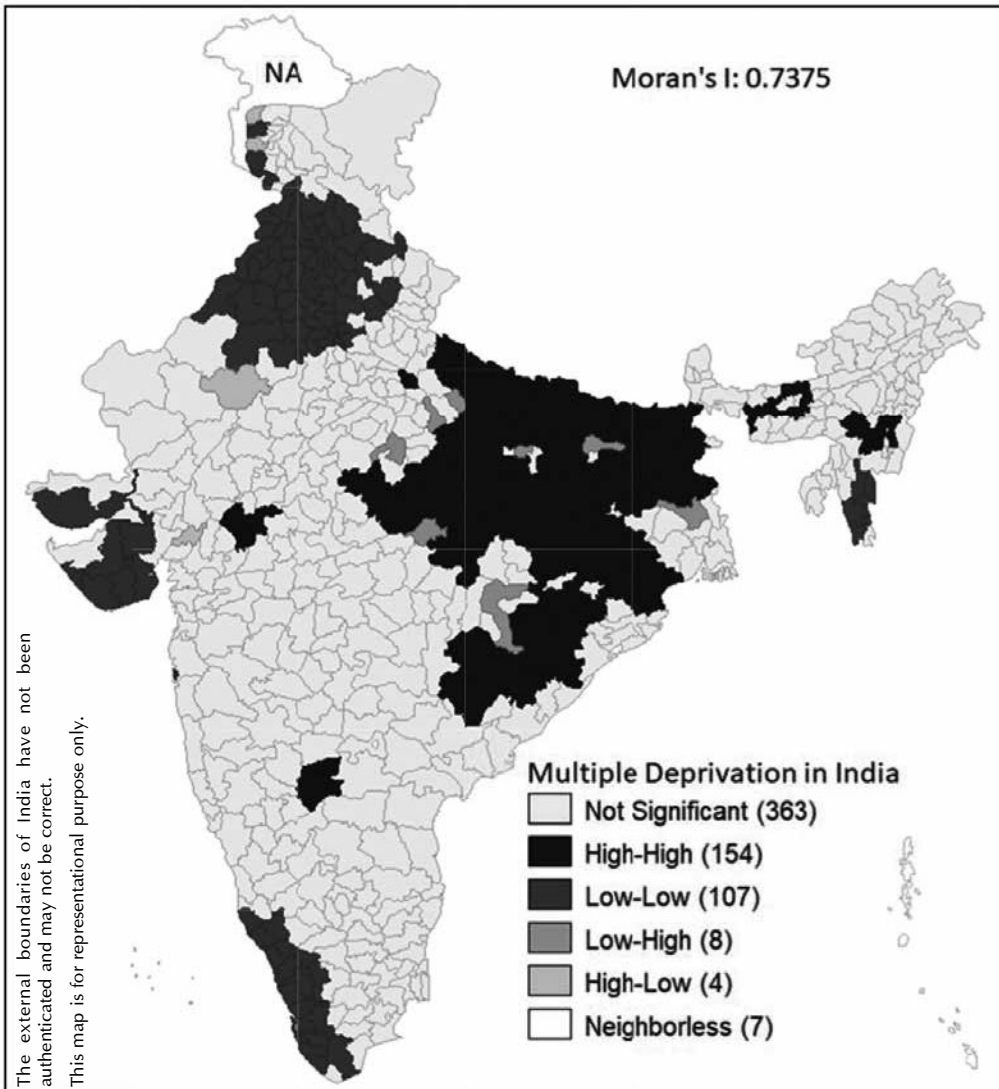 NA
Moran's I: 0.7375
Multiple Deprivation in India
Not Significant (363)
High-High (154)
Low-Low (107)
Low-High (8)
High-Low (4)
Neighborless (7)
The external boundaries of India have not been
authenticated and may not be correct.
This map is for representational purpose only.